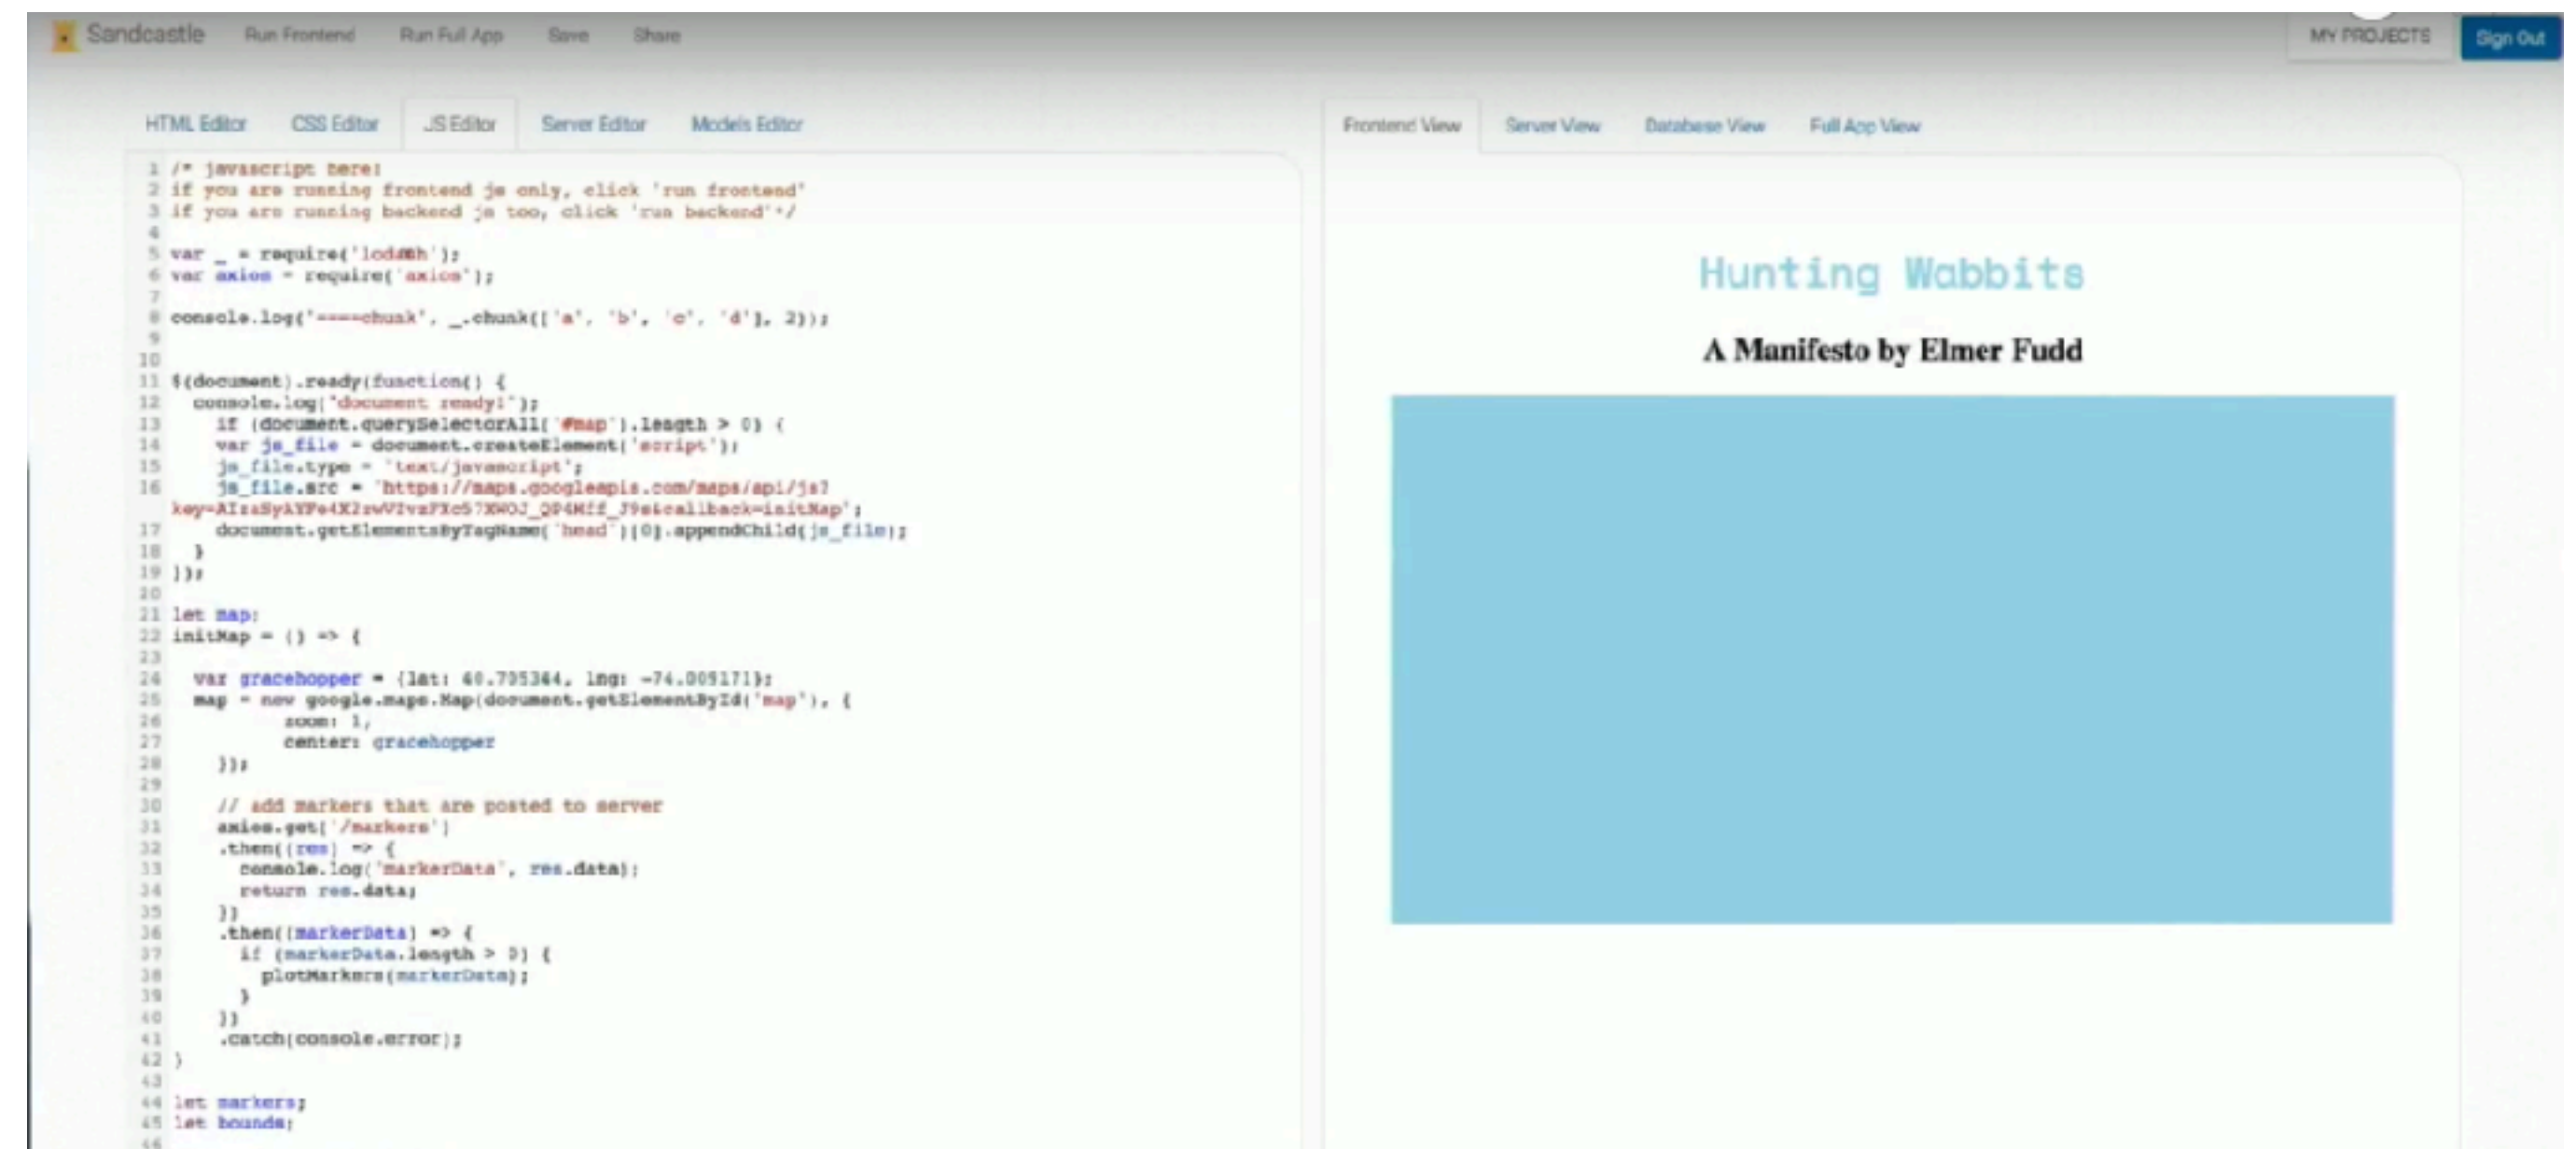 Sandcastle Run Frontend Run Full App Save Share MY PROJECTS Sign Out
HTML Editor CSS Editor JS Editor Server Editor Models Editor
1 /* javascript here:
2 if you are running frontend js only, click 'run frontend'
3 if you are running backend js too, click 'run backend'*/
4
5 var _ = require('lodash');
6 var axios = require('axios');
7
8 console.log('====chunk', _.chunk(['a', 'b', 'c', 'd'], 2));
9
10
11 $(document).ready(function() {
12 console.log("document ready!");
13 if (document.querySelectorAll('#map').length > 0) {
14 var js_file = document.createElement('script');
15 js_file.type = 'text/javascript';
16 js_file.src = 'https://maps.googleapis.com/maps/api/js?
17 document.getElementsByTagName('head')[0].appendChild(js_file);
18 }
19 });
20
21 let map;
22 initMap = () => {
23
24 var gracehopper = {lat: 40.705344, lng: -74.009171};
25 map = new google.maps.Map(document.getElementById('map'), {
26 zoom: 1,
27 center: gracehopper
28 });
29
30 // add markers that are posted to server
31 axios.get('/markers')
32 .then((res) => {
33 console.log('markerData', res.data);
34 return res.data;
35 })
36 .then((markerData) => {
37 if (markerData.length > 0) {
38 plotMarkers(markerData);
39 }
40 })
41 .catch(console.error);
42 }
43
44 let markers;
45 let bounds;
46
Frontend View Server View Database View Full App View
Hunting Wabbits
A Manifesto by Elmer Fudd